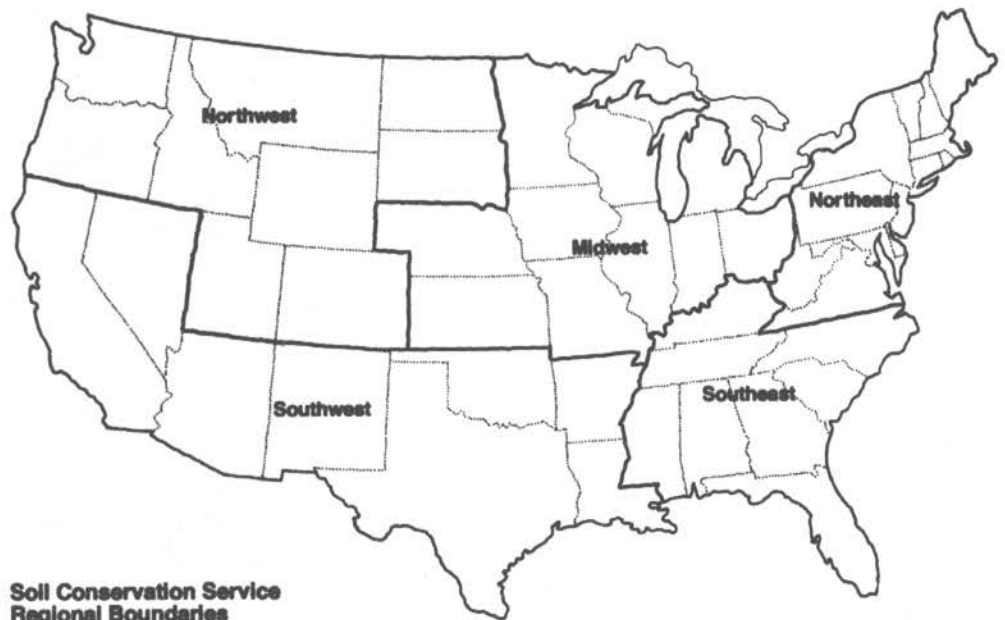 Northwest
Northeast
Midwest
Southwest
Southeast
Soil Conservation Service
Regional Boundaries